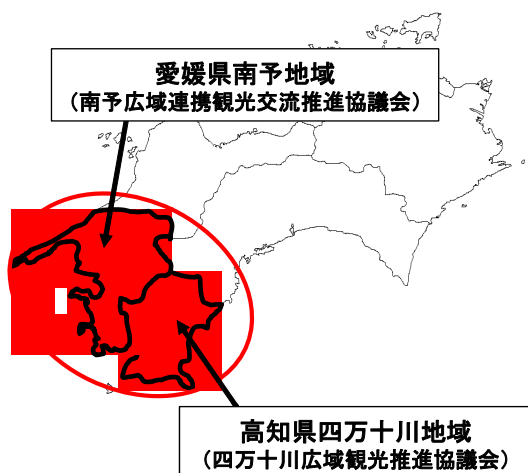 愛媛県南予地域
（南予広域連携観光交流推進協議会）
高知県四万十川地域
（四万十川広域観光推進協議会）